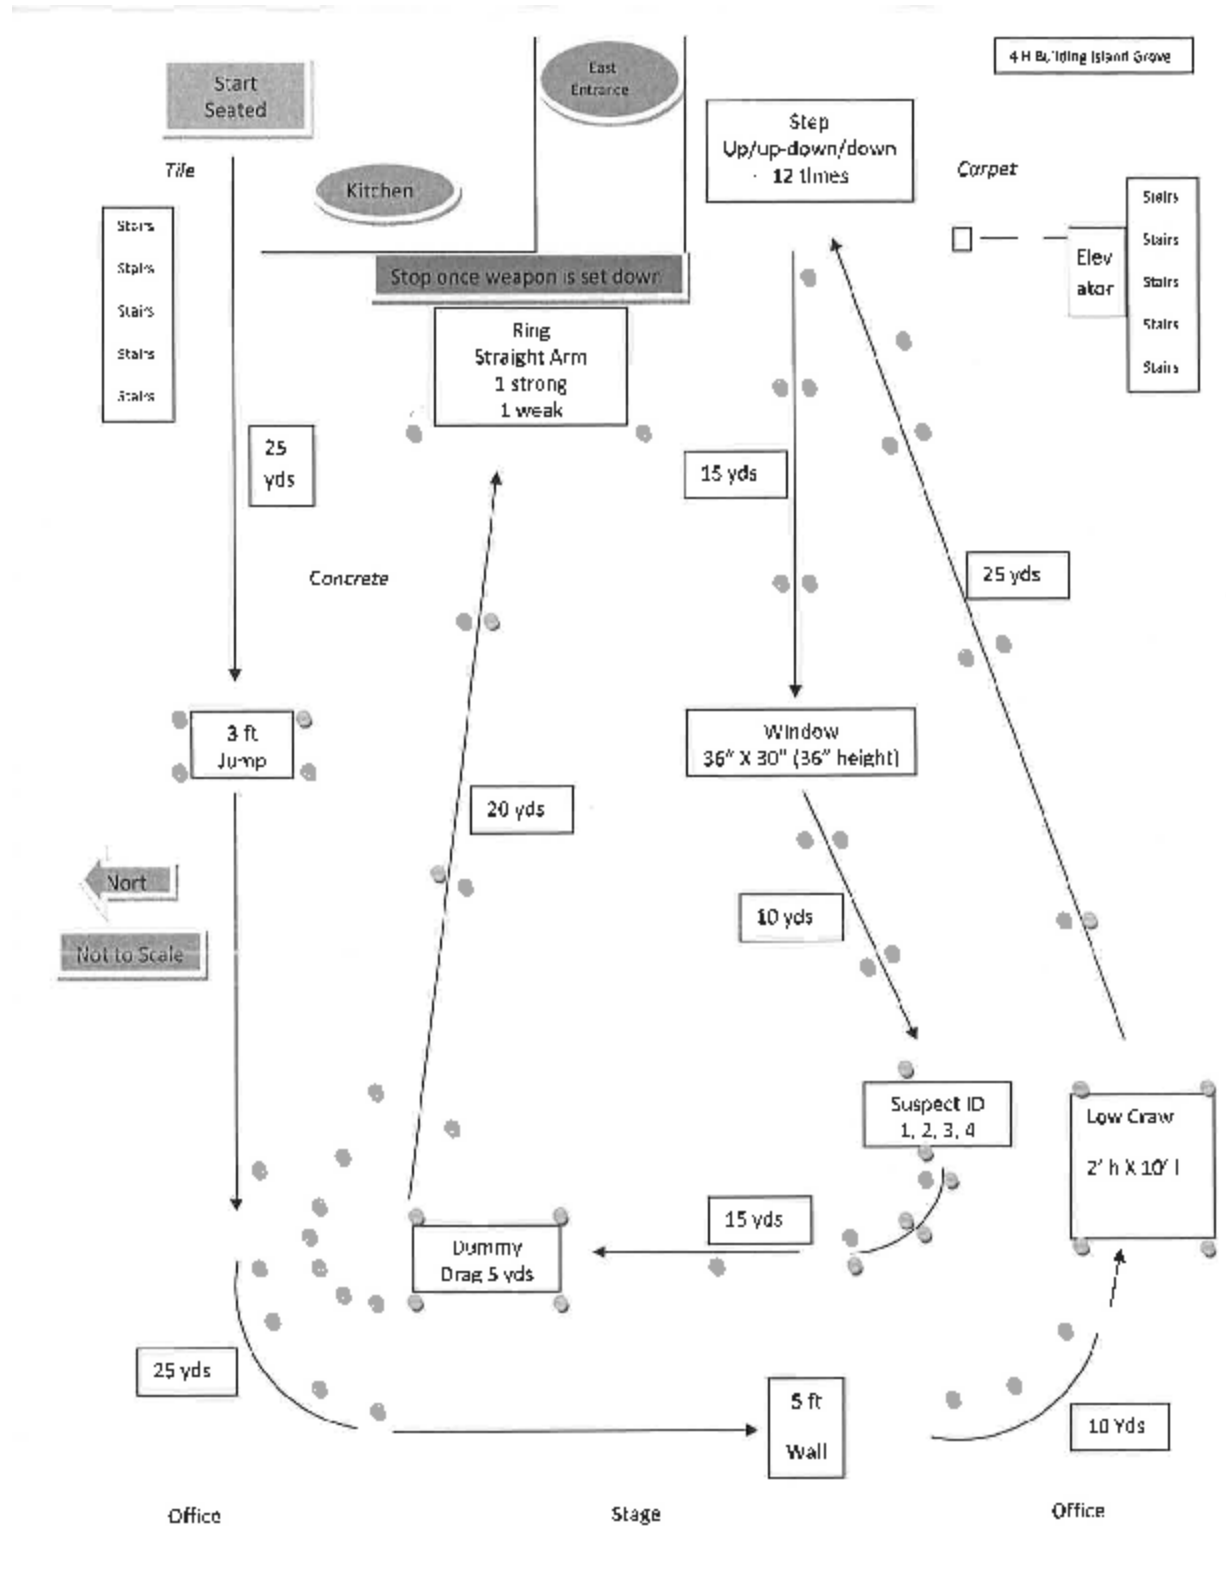 4 H Building Island Grove
Start
Seated
East
Entrance
Step
Up/up-down/down
12 times
Tile
Kitchen
Carpet
Stairs
Stairs
Stairs
Stairs
Stairs
Stairs
Stairs
Stairs
Stairs
Stairs
Elev
ator
Stop once weapon is set down
Ring
Straight Arm
1 strong
1 weak
25
yds
15 yds
25 yds
Concrete
3 ft
Jump
Window
36" X 30" (36" height)
20 yds
Nort
10 yds
Not to Scale
Suspect ID
1, 2, 3, 4
Low Craw
2' h X 10' l
15 yds
Dummy
Drag 5 yds
25 yds
5 ft
Wall
10 Yds
Office
Stage
Office